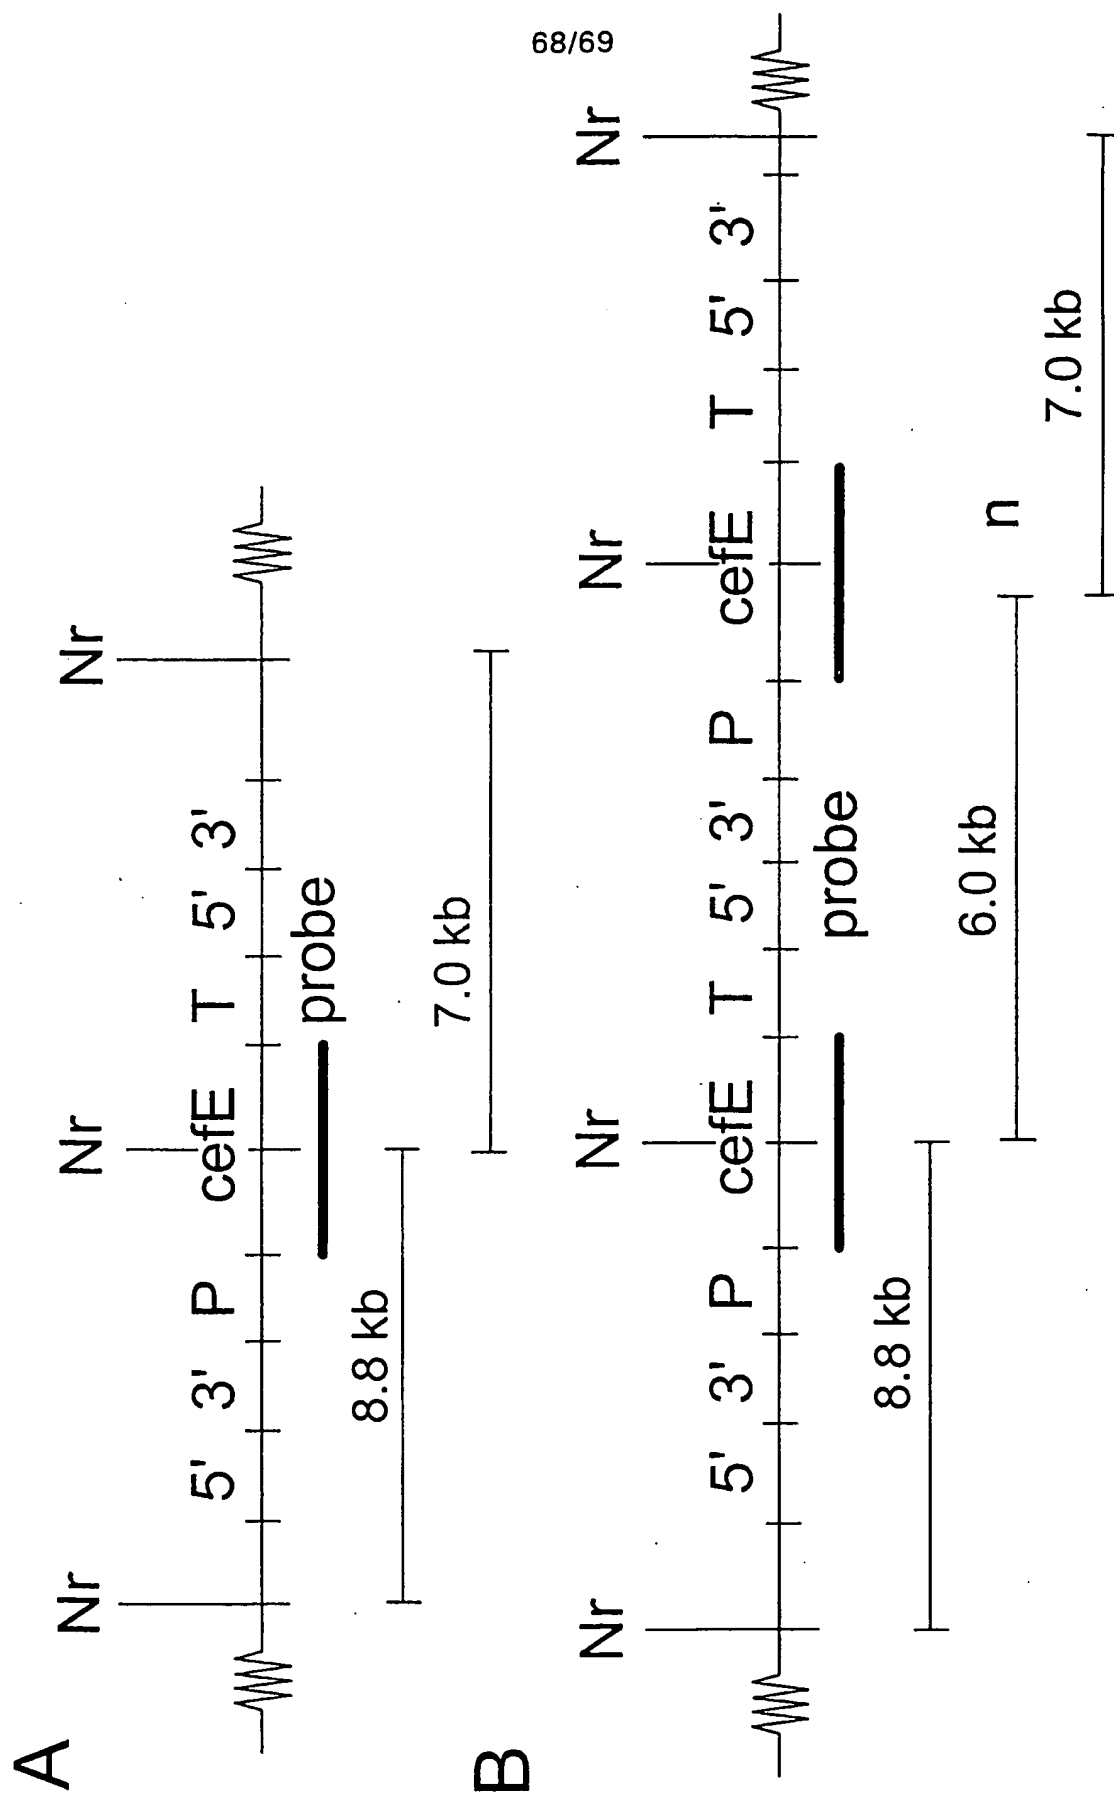 68/69
A
Nr Nr Nr
5' 3' P cefE T 5' 3'
probe
8.8 kb
7.0 kb
B
Nr Nr Nr Nr
5' 3' P cefE T 5' 3' P cefE T 5' 3'
probe
8.8 kb
6.0 kb
n
7.0 kb